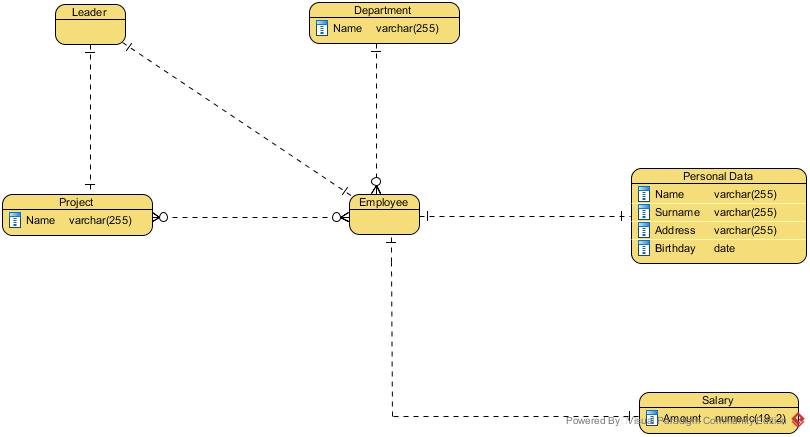 Leader
Department
Name varchar(255)
Project
Name varchar(255)
Employee
Personal Data
Name varchar(255)
Surname varchar(255)
Address varchar(255)
Birthday date
Salary
Amount numeric(19, 2)
Powered By Visual Paradigm Community Edition